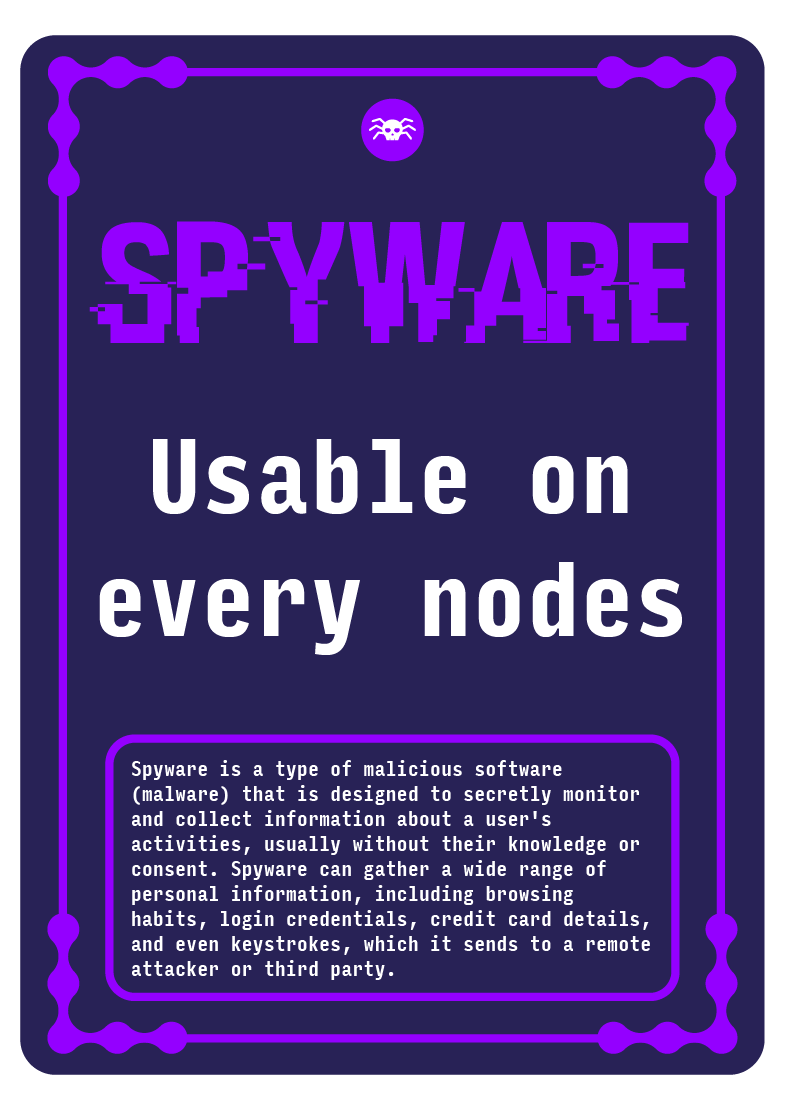 SPYWARE
Usable on
every nodes
Spyware is a type of malicious software
(malware) that is designed to secretly monitor
and collect information about a user's
activities, usually without their knowledge or
consent. Spyware can gather a wide range of
personal information, including browsing
habits, login credentials, credit card details,
and even keystrokes, which it sends to a remote
attacker or third party.